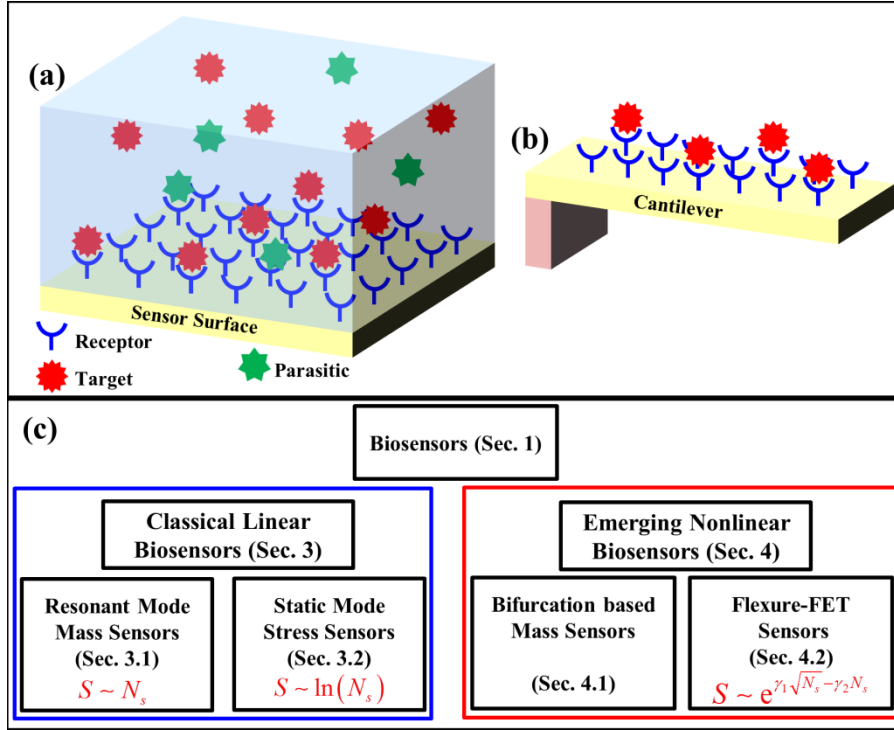 (a)
(b)
Cantilever
Sensor Surface
Receptor
Target
Parasitic
(c)
Biosensors (Sec. 1)
Classical Linear
Biosensors (Sec. 3)
Emerging Nonlinear
Biosensors (Sec. 4)
Resonant Mode
Mass Sensors
(Sec. 3.1)
S ~ N_s
Static Mode
Stress Sensors
(Sec. 3.2)
S ~ ln(N_s)
Bifurcation based
Mass Sensors
(Sec. 4.1)
Flexure-FET
Sensors
(Sec. 4.2)
S ~ e^{γ₁√N_s − γ₂N_s}